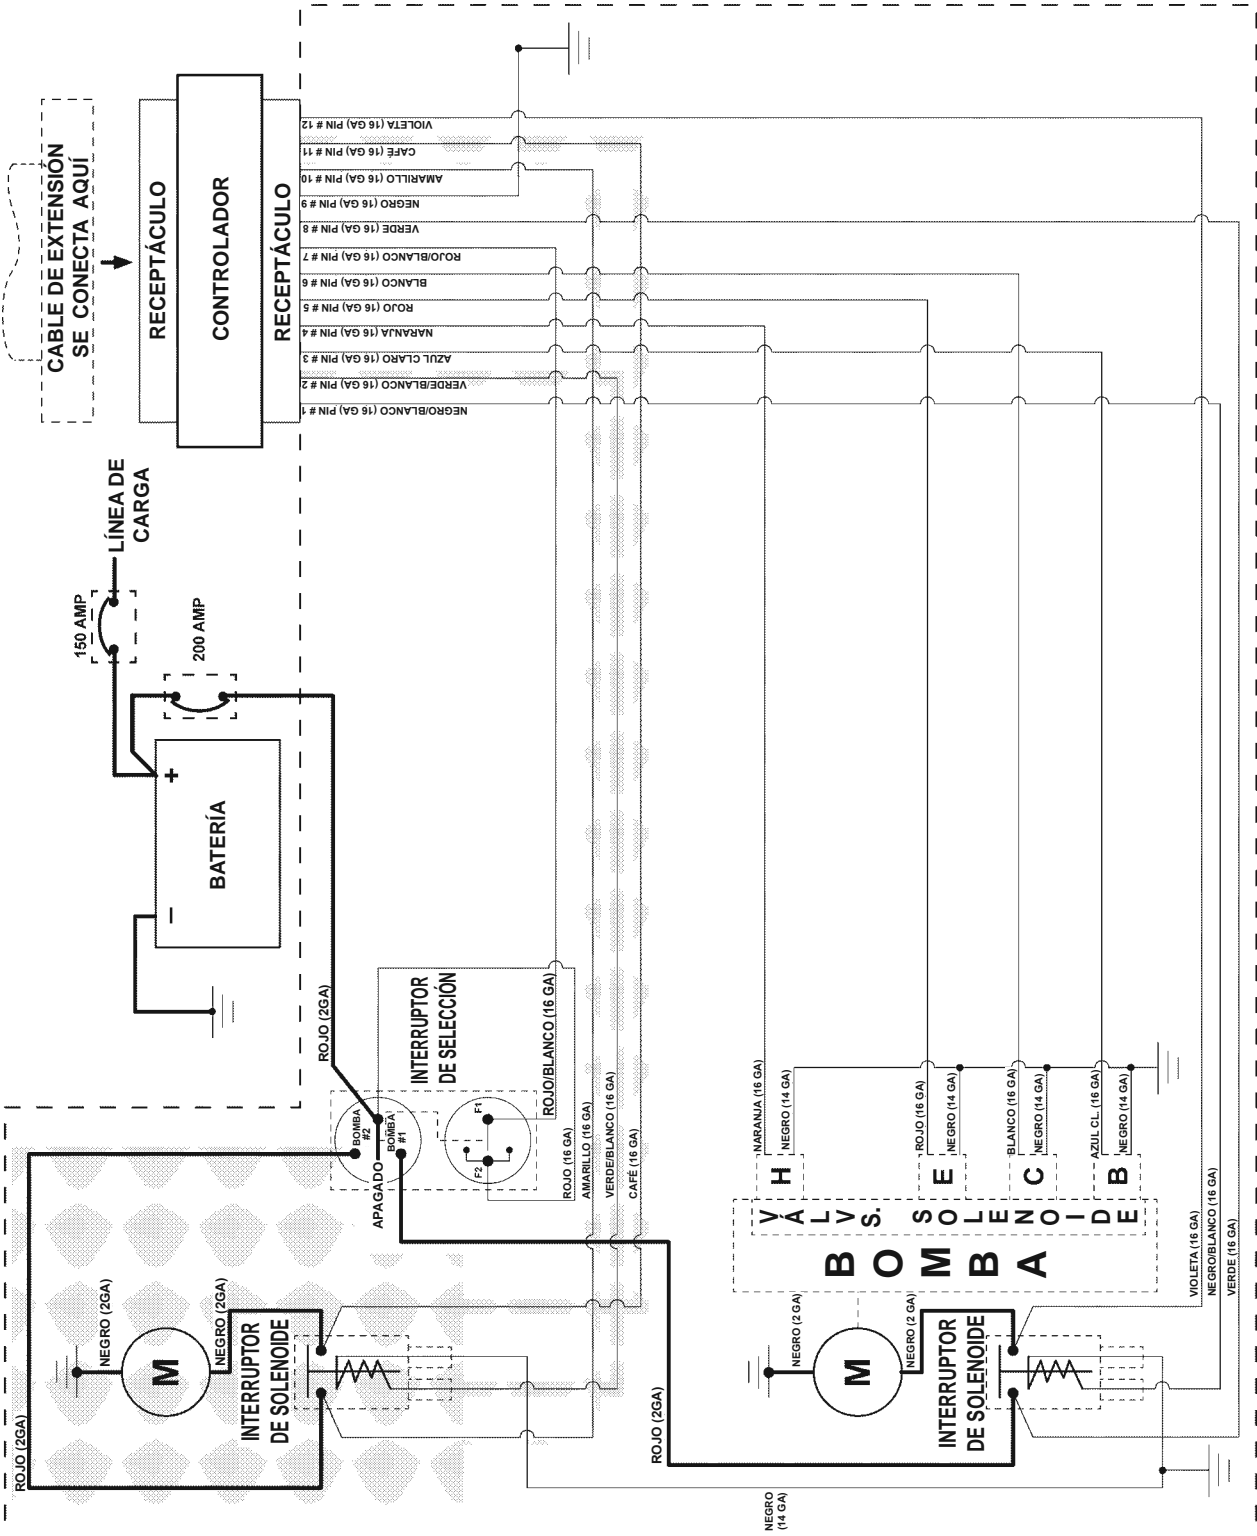 CABLE DE EXTENSIÓN
SE CONECTA AQUÍ
RECEPTÁCULO
CONTROLADOR
RECEPTÁCULO
VIOLETA (16 GA) PIN # 12
CAFÉ (16 GA) PIN # 11
AMARILLO (16 GA) PIN # 10
NEGRO (16 GA) PIN # 9
VERDE (16 GA) PIN # 8
ROJO/BLANCO (16 GA) PIN # 7
BLANCO (16 GA) PIN # 6
ROJO (16 GA) PIN # 5
NARANJA (16 GA) PIN # 4
AZUL CLARO (16 GA) PIN # 3
VERDE/BLANCO (16 GA) PIN # 2
NEGRO/BLANCO (16 GA) PIN # 1
LÍNEA DE
CARGA
150 AMP
200 AMP
+
BATERÍA
–
ROJO (2GA)
INTERRUPTOR
DE SELECCIÓN
ROJO/BLANCO (16 GA)
BOMBA
#2
BOMBA
#1
APAGADO
F1
F2
ROJO (16 GA)
AMARILLO (16 GA)
VERDE/BLANCO (16 GA)
CAFÉ (16 GA)
ROJO (2GA)
NEGRO (2GA)
M
NEGRO (2GA)
INTERRUPTOR
DE SOLENOIDE
ROJO (2GA)
NEGRO
(14 GA)
NARANJA (16 GA)
NEGRO (14 GA)
ROJO (16 GA)
NEGRO (14 GA)
BLANCO (16 GA)
NEGRO (14 GA)
AZUL CL. (16 GA)
NEGRO (14 GA)
H
E
C
B
VÁLVS. SOLENOIDE
BOMBA
NEGRO (2 GA)
M
NEGRO (2 GA)
INTERRUPTOR
DE SOLENOIDE
VIOLETA (16 GA)
NEGRO/BLANCO (16 GA)
VERDE (16 GA)